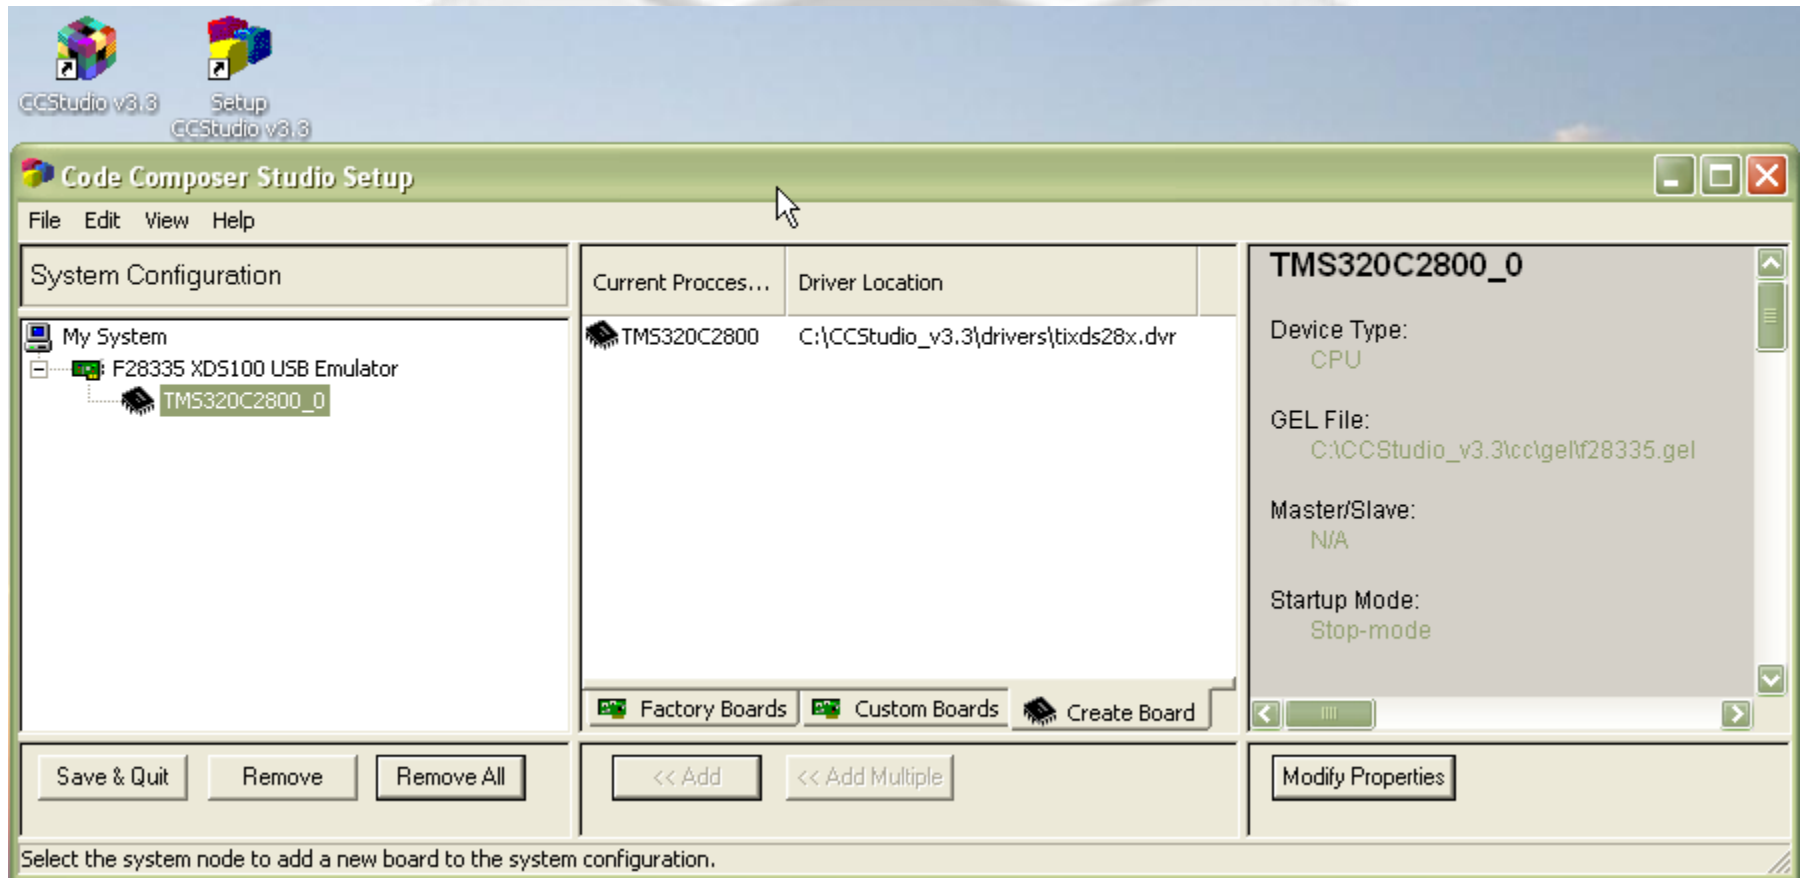 CCStudio v3.3
Setup
CCStudio v3.3
Code Composer Studio Setup
File Edit View Help
System Configuration
My System
F28335 XDS100 USB Emulator
TMS320C2800_0
Current Procces...
Driver Location
TMS320C2800
C:\CCStudio_v3.3\drivers\tixds28x.dvr
Factory Boards
Custom Boards
Create Board
TMS320C2800_0
Device Type:
CPU
GEL File:
C:\CCStudio_v3.3\cc\gel\f28335.gel
Master/Slave:
N/A
Startup Mode:
Stop-mode
Save & Quit
Remove
Remove All
<< Add
<< Add Multiple
Modify Properties
Select the system node to add a new board to the system configuration.